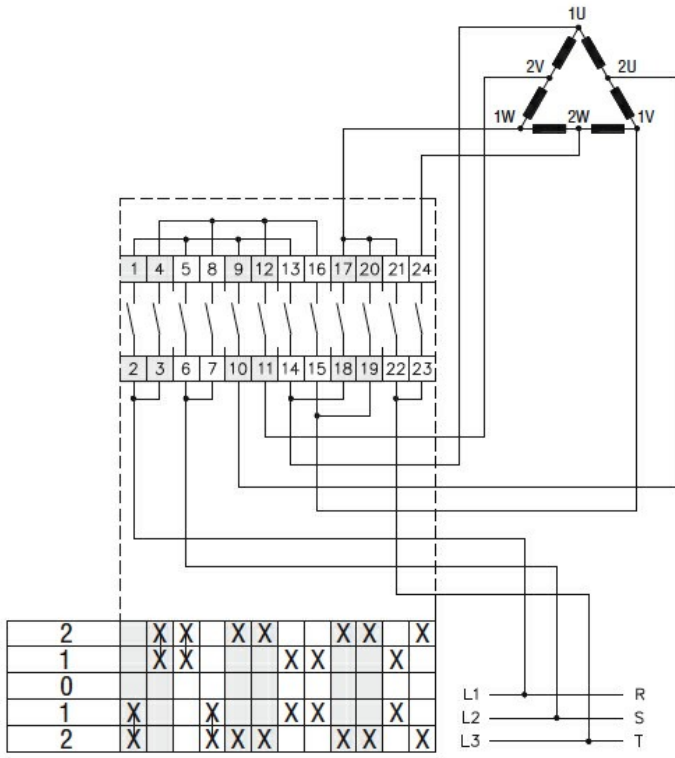 1U
2V 2U
1W 2W 1V
1 4 5 8 9 12 13 16 17 20 21 24
2 3 6 7 10 11 14 15 18 19 22 23
2 X X X X X X X
1 X X X X X
0
1 X X X X X
2 X X X X X X X
L1 R
L2 S
L3 T